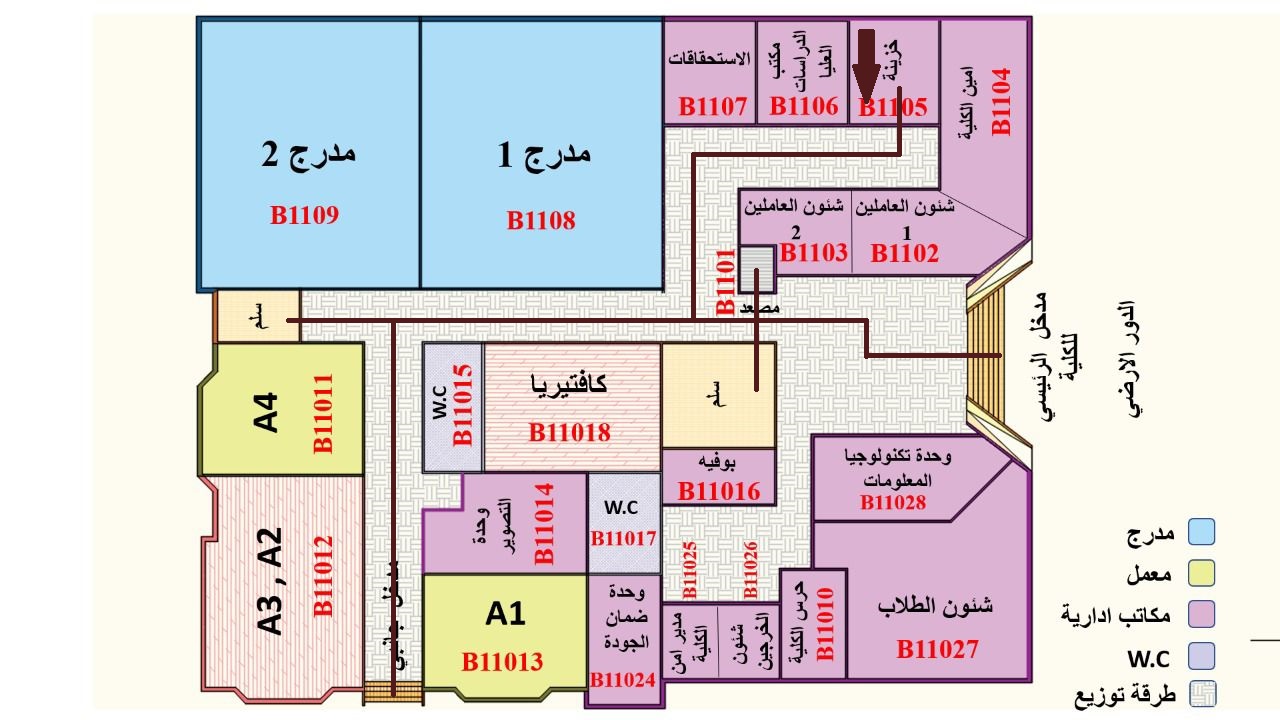 مدرج 2
B1109
مدرج 1
B1108
الاستحقاقات
B1107
مكتب
الدراسات
العليا
B1106
خزينة
B1105
امين الكلية
B1104
شئون العاملين
2
B1103
شئون العاملين
1
B1102
B1101
مصعد
سلم
مدخل الرئيسي
للكلية
الدور الارضي
A4
B11011
W.C
B11015
كافتيريا
B11018
سلم
بوفيه
B11016
وحدة تكنولوجيا
المعلومات
B11028
A3 , A2
B11012
مدخل جانبي
وحدة
التصوير
B11014
W.C
B11017
B11025
B11026
A1
B11013
وحدة
ضمان
الجودة
B11024
مدير امن
الكلية
شئون
الخرجين
حرس الكلية
B11010
شئون الطلاب
B11027
مدرج
معمل
مكاتب ادارية
W.C
طرقة توزيع